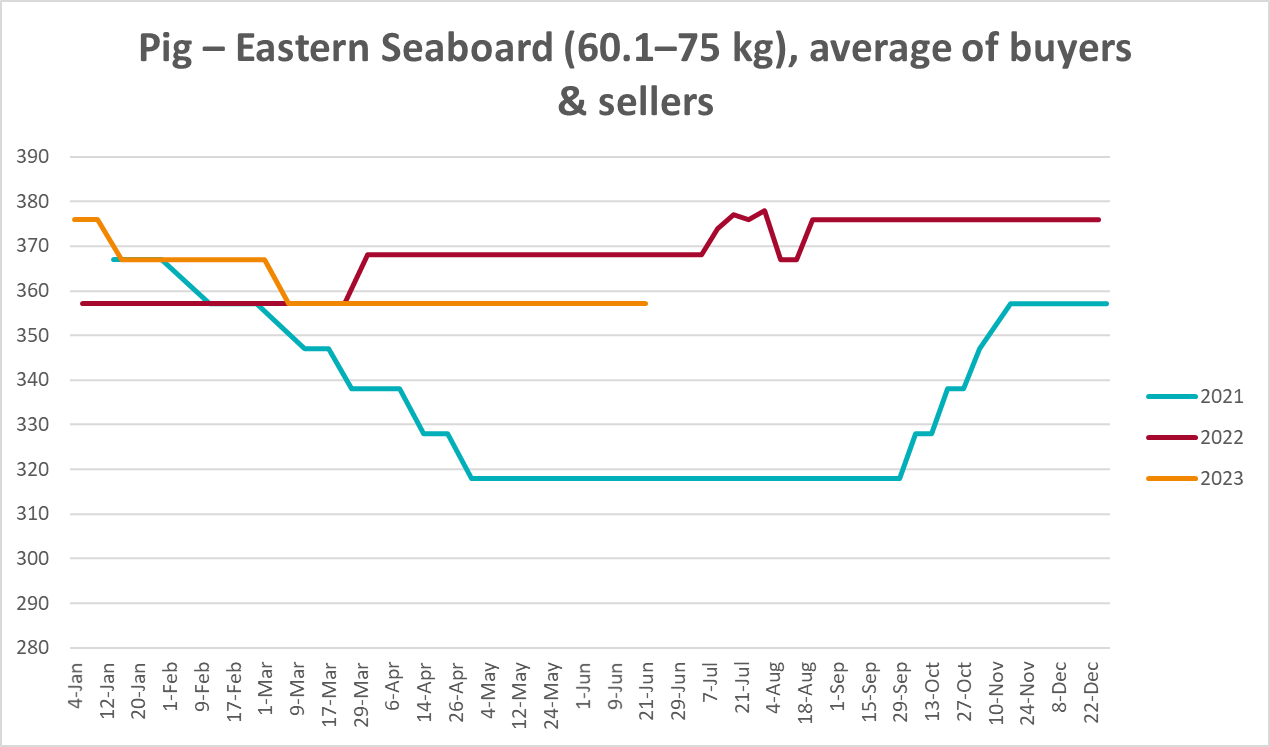 Pig – Eastern Seaboard (60.1–75 kg), average of buyers
& sellers
390
380
370
360
350
340
330
320
310
300
290
280
4-Jan
12-Jan
20-Jan
1-Feb
9-Feb
17-Feb
1-Mar
9-Mar
17-Mar
29-Mar
6-Apr
14-Apr
26-Apr
4-May
12-May
24-May
1-Jun
9-Jun
21-Jun
29-Jun
7-Jul
21-Jul
4-Aug
18-Aug
1-Sep
15-Sep
29-Sep
13-Oct
27-Oct
10-Nov
24-Nov
8-Dec
22-Dec
2021
2022
2023